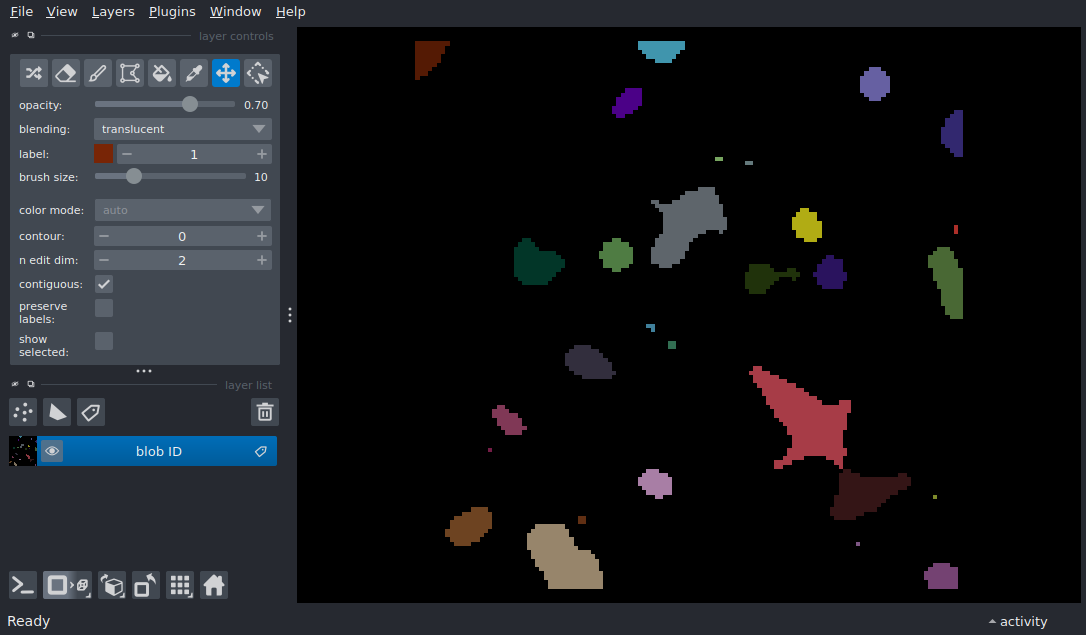 File View Layers Plugins Window Help
layer controls
opacity: 0.70
blending: translucent
label: 1
brush size: 10
color mode: auto
contour: 0
n edit dim: 2
contiguous:
preserve
labels:
show
selected:
layer list
blob ID
Ready
activity